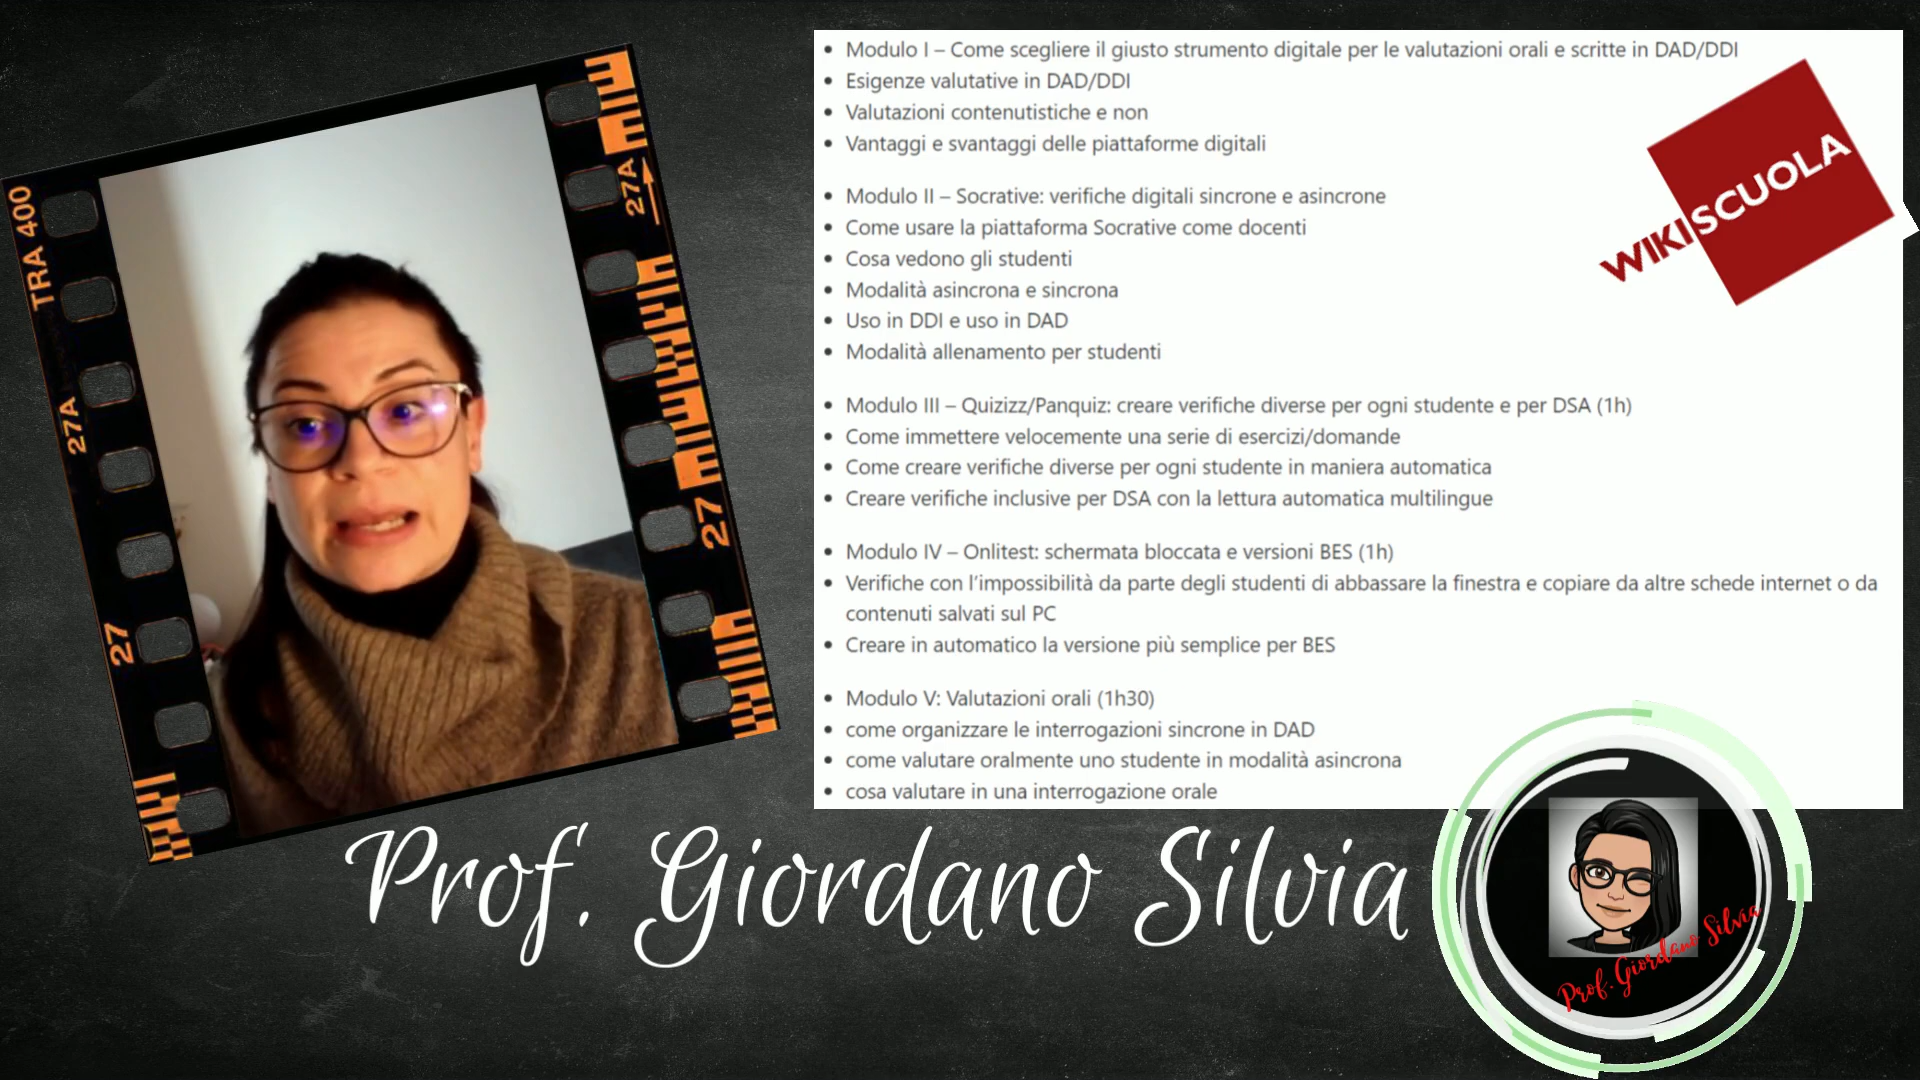 TRA 400
27A
27
27A
27
• Modulo I – Come scegliere il giusto strumento digitale per le valutazioni orali e scritte in DAD/DDI
• Esigenze valutative in DAD/DDI
• Valutazioni contenutistiche e non
• Vantaggi e svantaggi delle piattaforme digitali
• Modulo II – Socrative: verifiche digitali sincrone e asincrone
• Come usare la piattaforma Socrative come docenti
• Cosa vedono gli studenti
• Modalità asincrona e sincrona
• Uso in DDI e uso in DAD
• Modalità allenamento per studenti
• Modulo III – Quizizz/Panquiz: creare verifiche diverse per ogni studente e per DSA (1h)
• Come immettere velocemente una serie di esercizi/domande
• Come creare verifiche diverse per ogni studente in maniera automatica
• Creare verifiche inclusive per DSA con la lettura automatica multilingue
• Modulo IV – Onlitest: schermata bloccata e versioni BES (1h)
• Verifiche con l’impossibilità da parte degli studenti di abbassare la finestra e copiare da altre schede internet o da
contenuti salvati sul PC
• Creare in automatico la versione più semplice per BES
• Modulo V: Valutazioni orali (1h30)
• come organizzare le interrogazioni sincrone in DAD
• come valutare oralmente uno studente in modalità asincrona
• cosa valutare in una interrogazione orale
WIKISCUOLA
Prof. Giordano Silvia
Prof. Giordano Silvia